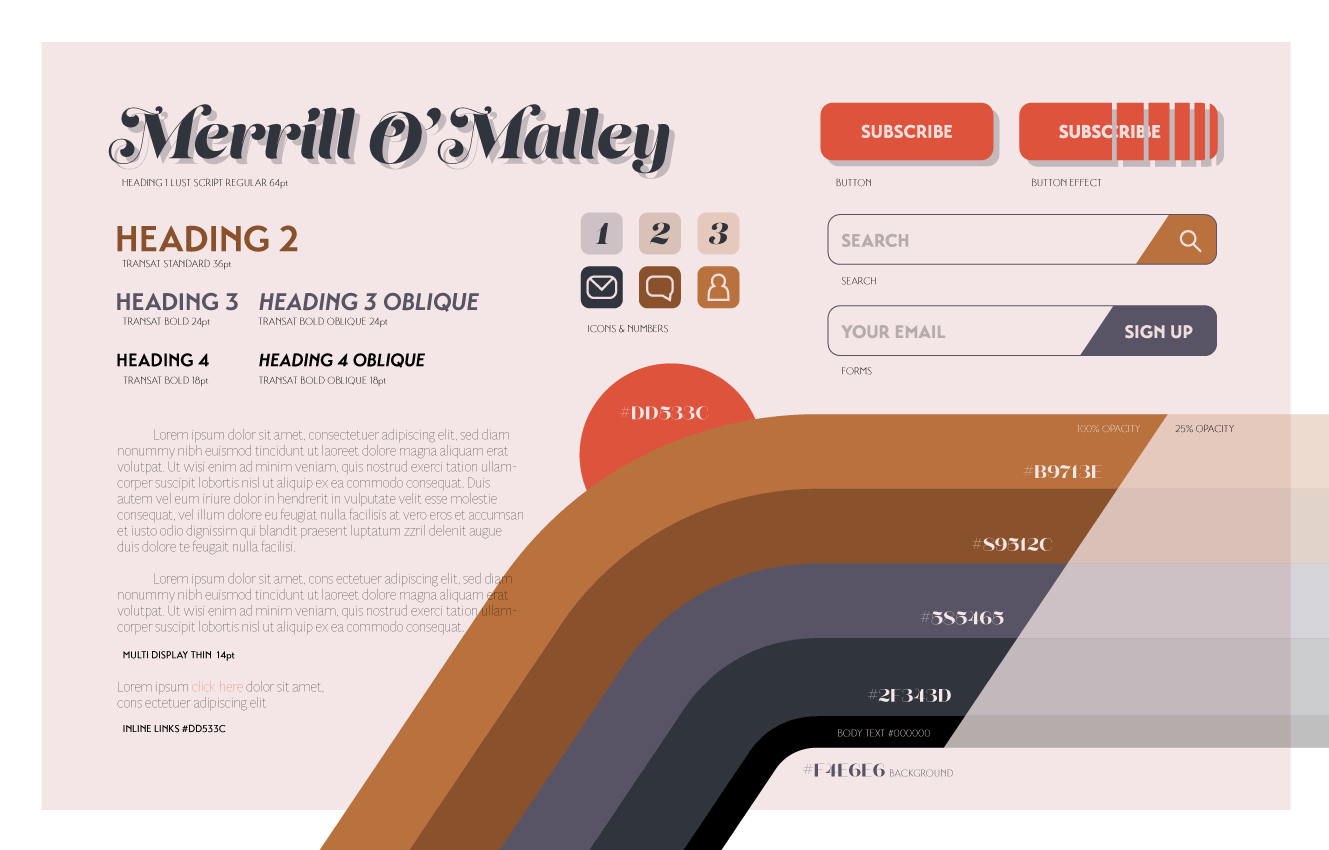 Merrill O'Malley
HEADING 1 LUST SCRIPT REGULAR 64pt
SUBSCRIBE
BUTTON
SUBSCRIBE
BUTTON EFFECT
HEADING 2
TRANSAT STANDARD 36pt
HEADING 3
TRANSAT BOLD 24pt
HEADING 3 OBLIQUE
TRANSAT BOLD OBLIQUE 24pt
HEADING 4
TRANSAT BOLD 18pt
HEADING 4 OBLIQUE
TRANSAT BOLD OBLIQUE 18pt
1 2 3
ICONS & NUMBERS
SEARCH
SEARCH
YOUR EMAIL
SIGN UP
FORMS
Lorem ipsum dolor sit amet, consectetuer adipiscing elit, sed diam
nonummy nibh euismod tincidunt ut laoreet dolore magna aliquam erat
volutpat. Ut wisi enim ad minim veniam, quis nostrud exerci tation ullam-
corper suscipit lobortis nisl ut aliquip ex ea commodo consequat. Duis
autem vel eum iriure dolor in hendrerit in vulputate velit esse molestie
consequat, vel illum dolore eu feugiat nulla facilisis at vero eros et accumsan
et iusto odio dignissim qui blandit praesent luptatum zzril delenit augue
duis dolore te feugait nulla facilisi.
Lorem ipsum dolor sit amet, cons ectetuer adipiscing elit, sed diam
nonummy nibh euismod tincidunt ut laoreet dolore magna aliquam erat
volutpat. Ut wisi enim ad minim veniam, quis nostrud exerci tation ullam-
corper suscipit lobortis nisl ut aliquip ex ea commodo consequat.
MULTI DISPLAY THIN 14pt
Lorem ipsum click here dolor sit amet,
cons ectetuer adipiscing elit
INLINE LINKS #DD533C
#DD533C
100% OPACITY
25% OPACITY
#B9713E
#89512C
#585465
#2F343D
BODY TEXT #000000
#F4E6E6 BACKGROUND